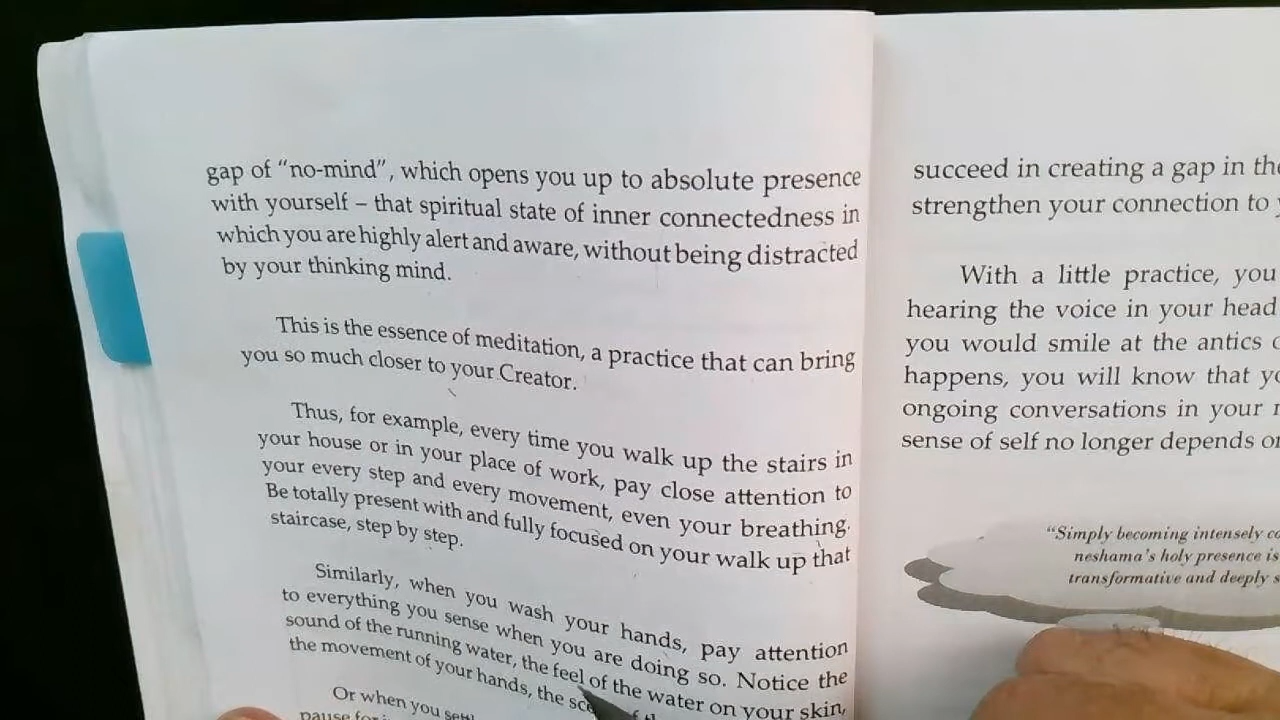 gap of “no-mind”, which opens you up to absolute presence
with yourself – that spiritual state of inner connectedness in
which you are highly alert and aware, without being distracted
by your thinking mind.
This is the essence of meditation, a practice that can bring
you so much closer to your Creator.
Thus, for example, every time you walk up the stairs in
your house or in your place of work, pay close attention to
your every step and every movement, even your breathing.
Be totally present with and fully focused on your walk up that
staircase, step by step.
Similarly, when you wash your hands, pay attention
to everything you sense when you are doing so. Notice the
sound of the running water, the feel of the water on your skin,
the movement of your hands, the
Or when you
pause
succeed in creating a gap in
strengthen your connection to
With a little practice, you
hearing the voice in your head
you would smile at the antics
happens, you will know that
ongoing conversations in your
sense of self no longer depends
“Simply becoming intensely
neshama’s holy presence is
transformative and deeply